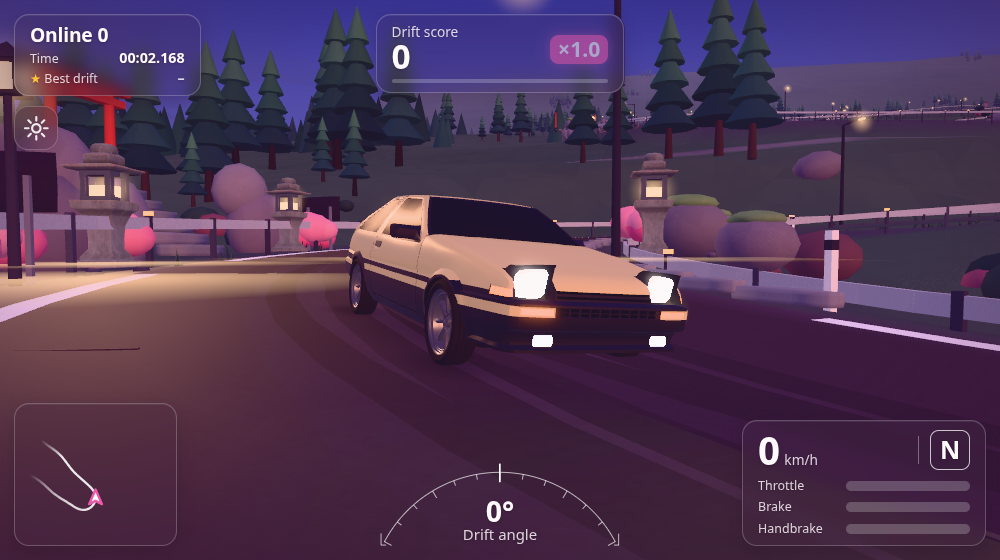 Online 0
Time 00:02.168
★ Best drift –
Drift score
0
×1.0
0 km/h
N
Throttle
Brake
Handbrake
0°
Drift angle